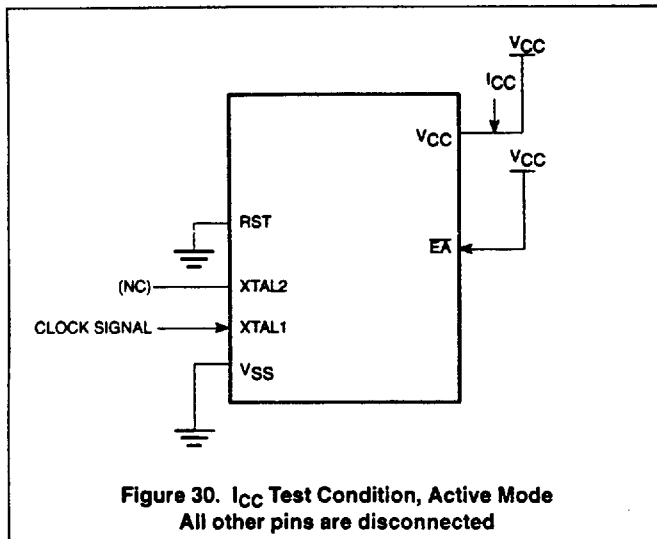 VCC
ICC
VCC
VCC
RST
EA
(NC) XTAL2
CLOCK SIGNAL XTAL1
VSS
Figure 30. ICC Test Condition, Active Mode
All other pins are disconnected